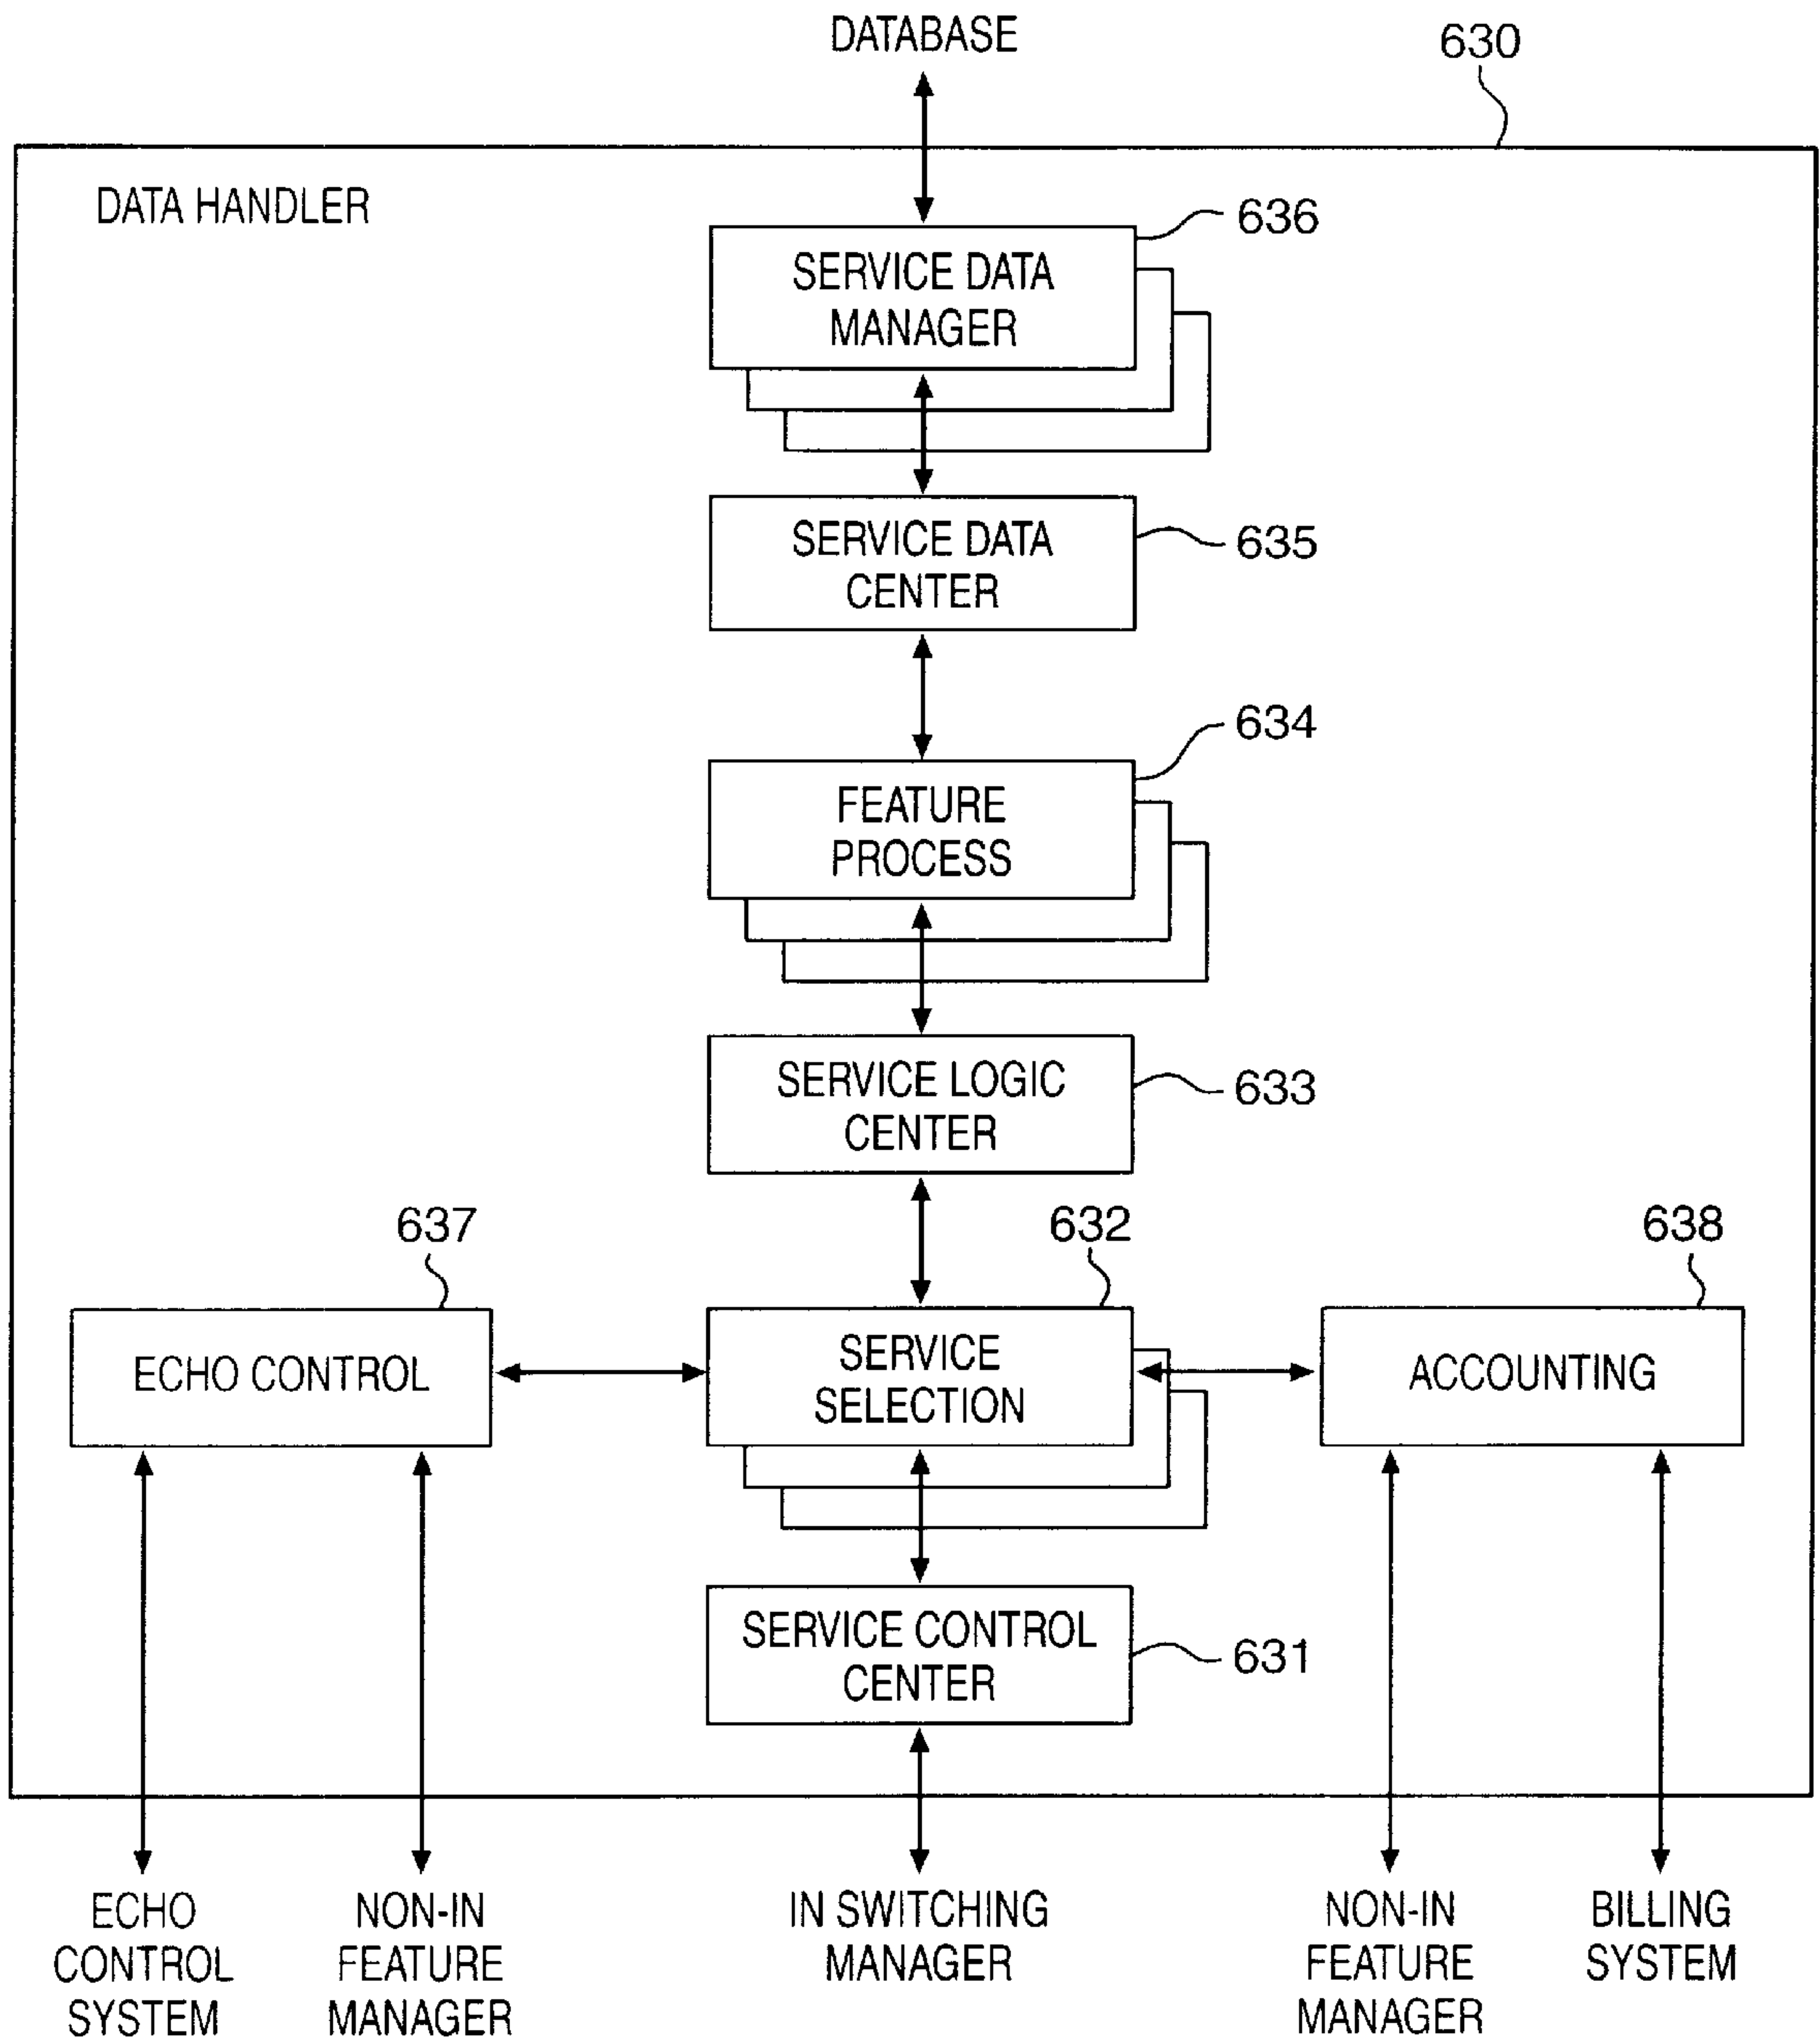 DATABASE
630
DATA HANDLER
636
SERVICE DATA
MANAGER
SERVICE DATA
CENTER
635
634
FEATURE
PROCESS
SERVICE LOGIC
CENTER
633
637
632
638
ECHO CONTROL
SERVICE
SELECTION
ACCOUNTING
SERVICE CONTROL
CENTER
631
ECHO
CONTROL
SYSTEM
NON-IN
FEATURE
MANAGER
IN SWITCHING
MANAGER
NON-IN
FEATURE
MANAGER
BILLING
SYSTEM